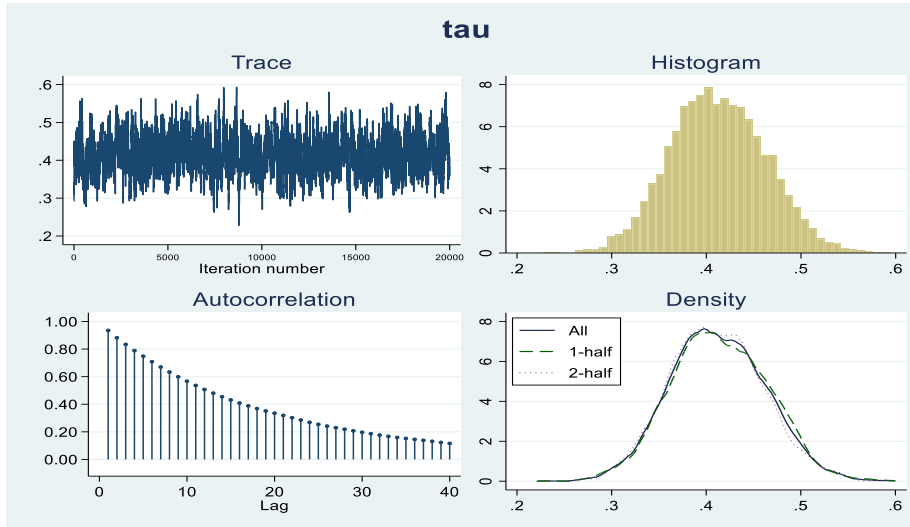 tau
Trace
.6
.5
.4
.3
.2
0 5000 10000 15000 20000
Iteration number
Histogram
8
6
4
2
0
.2 .3 .4 .5 .6
Autocorrelation
1.00
0.80
0.60
0.40
0.20
0.00
0 10 20 30 40
Lag
Density
All
1-half
2-half
8
6
4
2
0
.2 .3 .4 .5 .6